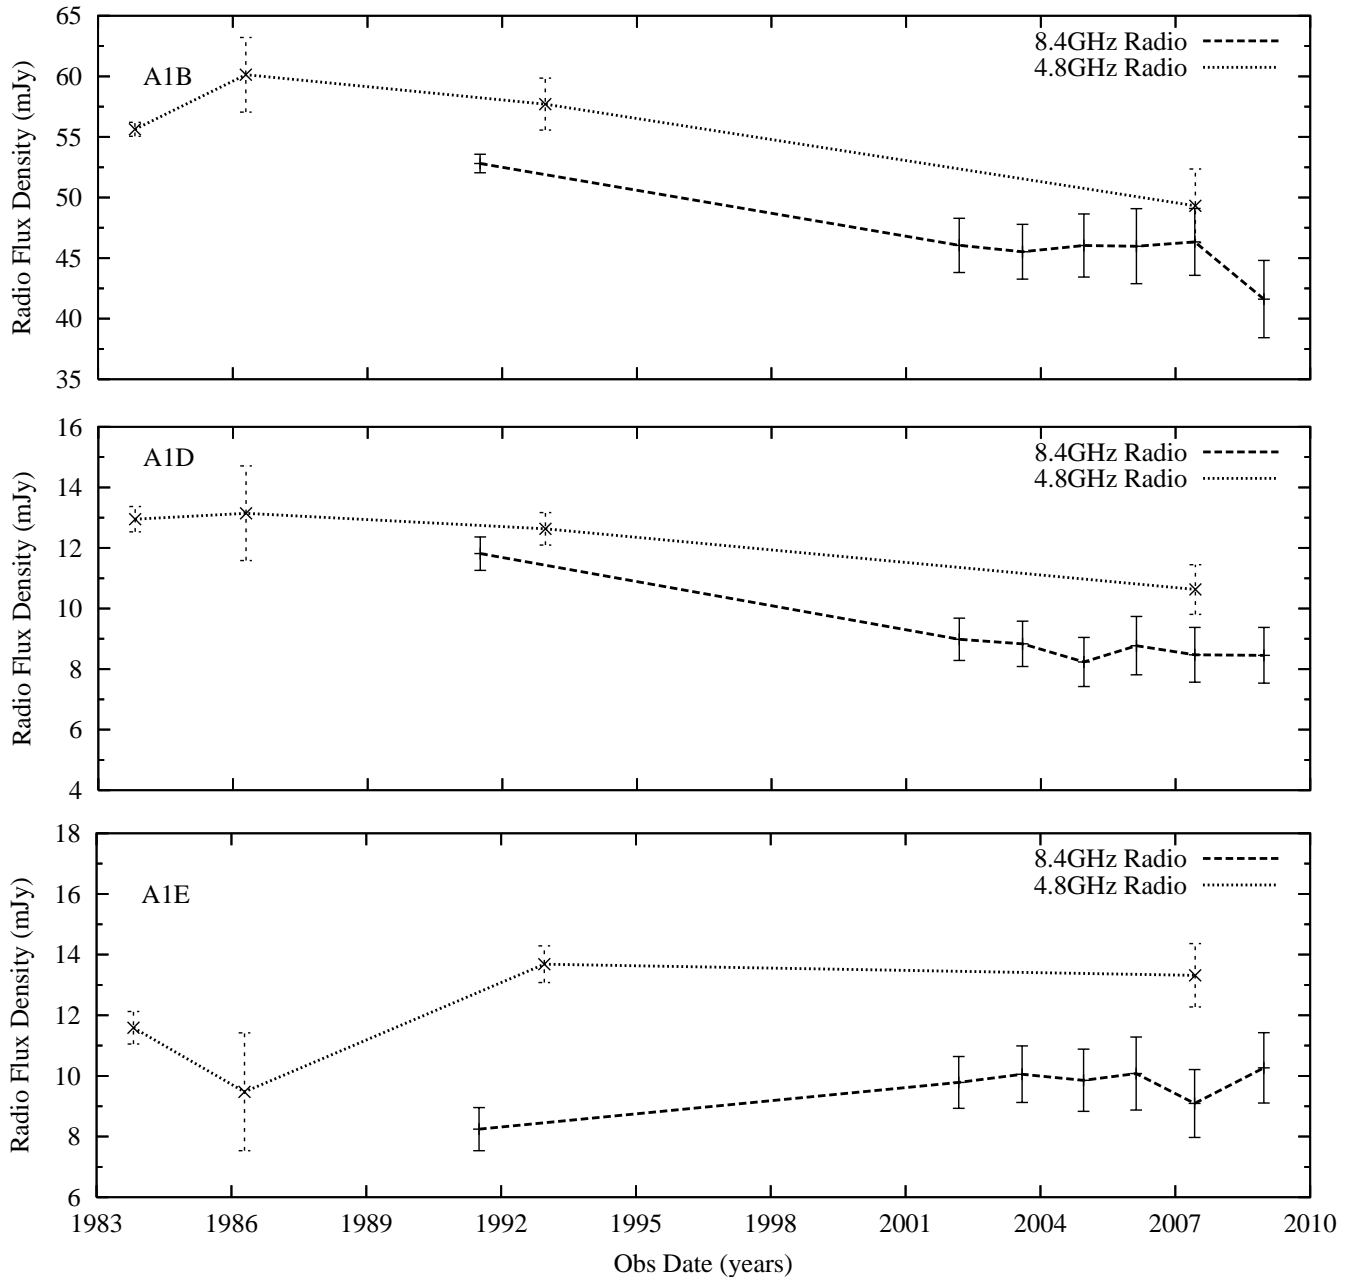 65
60
55
50
45
40
35
Radio Flux Density (mJy)
A1B
8.4GHz Radio
4.8GHz Radio
16
14
12
10
8
6
4
Radio Flux Density (mJy)
A1D
8.4GHz Radio
4.8GHz Radio
18
16
14
12
10
8
6
Radio Flux Density (mJy)
A1E
8.4GHz Radio
4.8GHz Radio
1983 1986 1989 1992 1995 1998 2001 2004 2007 2010
Obs Date (years)